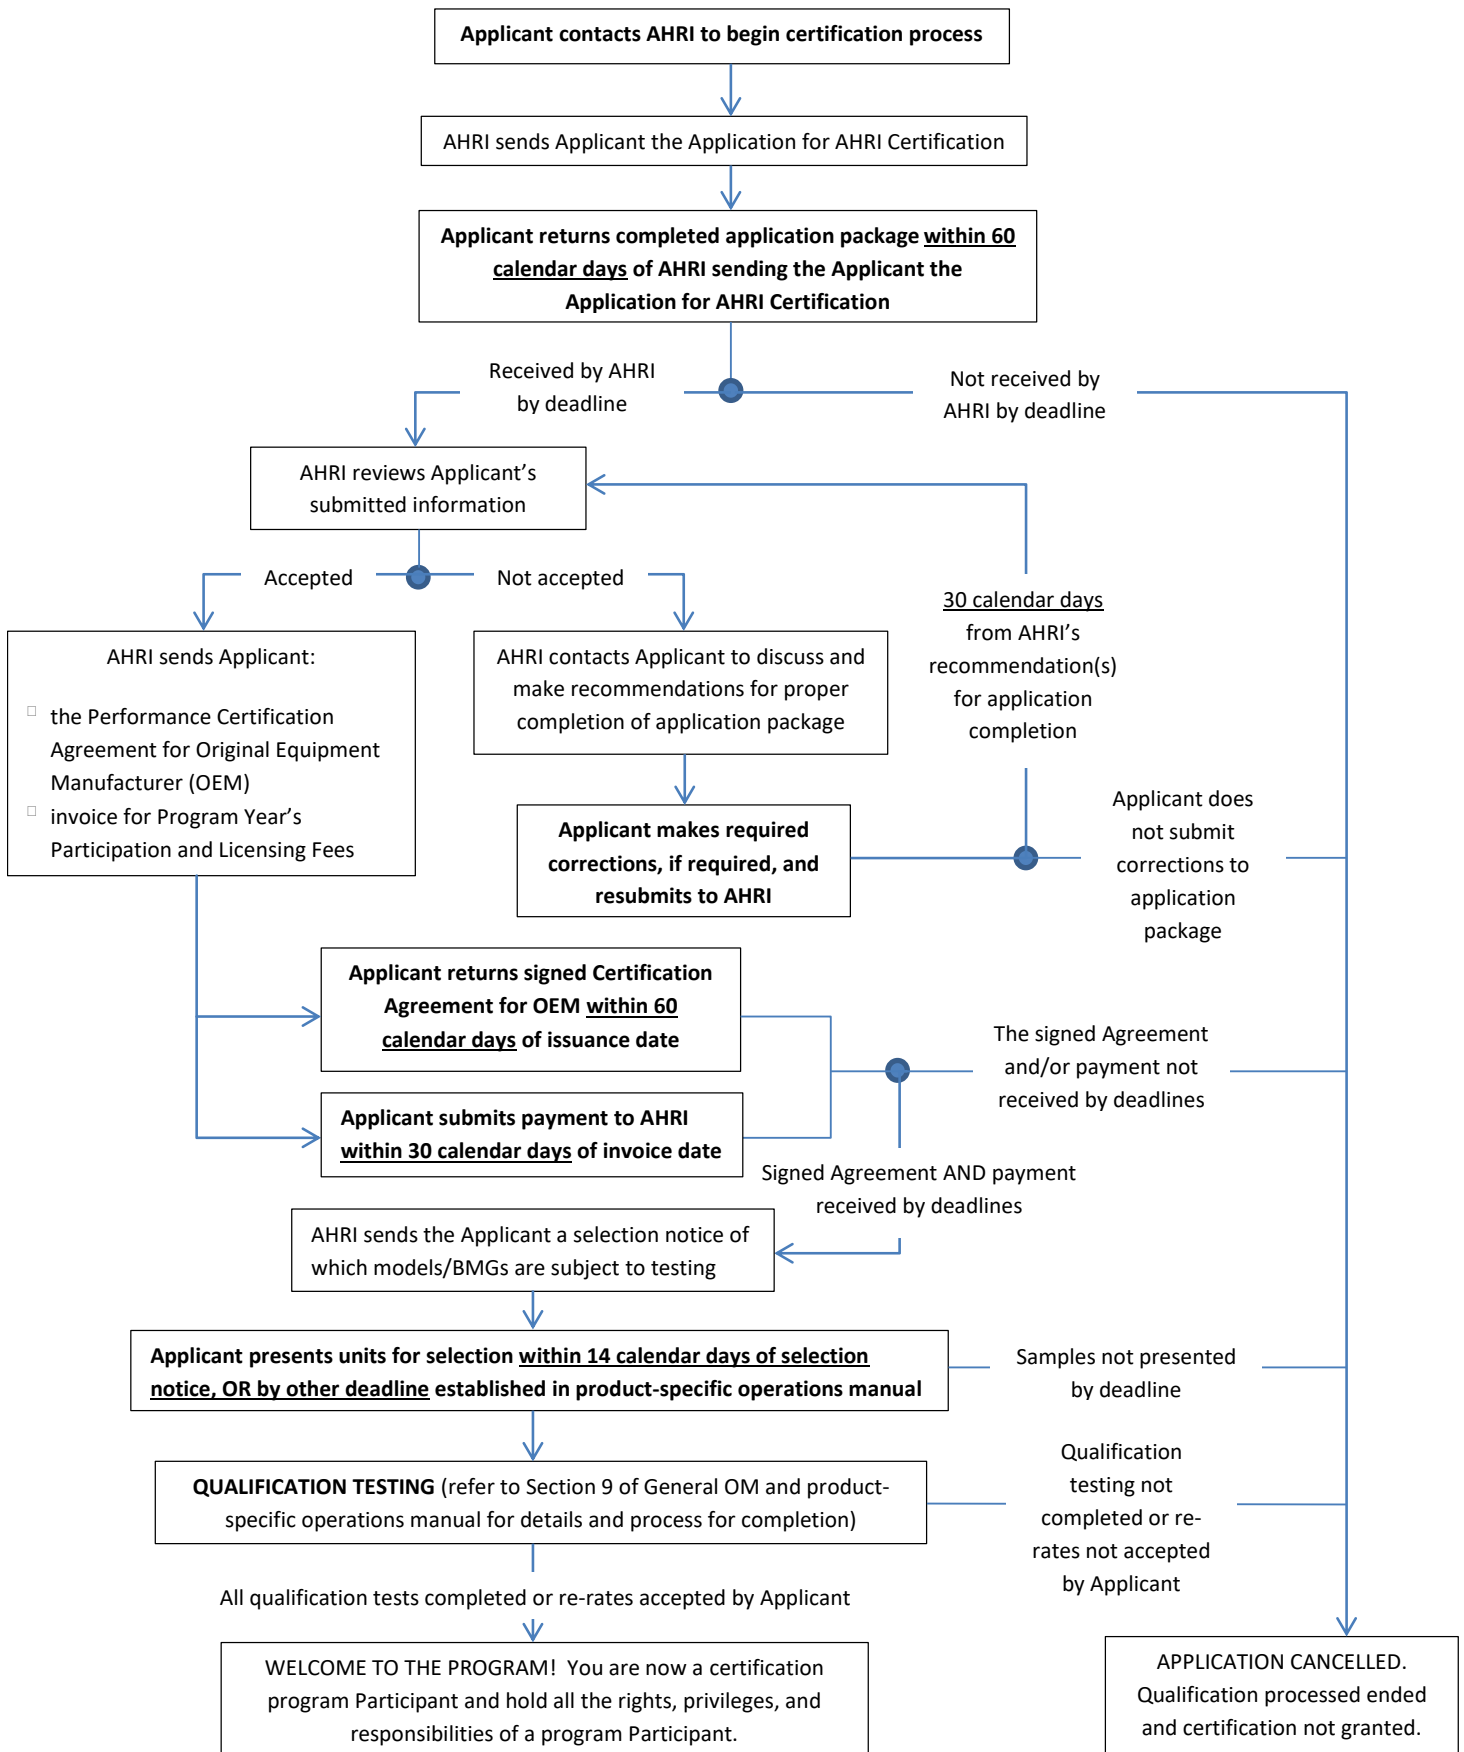 Applicant contacts AHRI to begin certification process
AHRI sends Applicant the Application for AHRI Certification
Applicant returns completed application package within 60
calendar days of AHRI sending the Applicant the
Application for AHRI Certification
Received by AHRI
by deadline
Not received by
AHRI by deadline
AHRI reviews Applicant’s
submitted information
Accepted
Not accepted
30 calendar days
from AHRI’s
recommendation(s)
for application
completion
AHRI sends Applicant:
the Performance Certification
Agreement for Original Equipment
Manufacturer (OEM)
invoice for Program Year’s
Participation and Licensing Fees
AHRI contacts Applicant to discuss and
make recommendations for proper
completion of application package
Applicant makes required
corrections, if required, and
resubmits to AHRI
Applicant does
not submit
corrections to
application
package
Applicant returns signed Certification
Agreement for OEM within 60
calendar days of issuance date
The signed Agreement
and/or payment not
received by deadlines
Applicant submits payment to AHRI
within 30 calendar days of invoice date
Signed Agreement AND payment
received by deadlines
AHRI sends the Applicant a selection notice of
which models/BMGs are subject to testing
Applicant presents units for selection within 14 calendar days of selection
notice, OR by other deadline established in product-specific operations manual
Samples not presented
by deadline
QUALIFICATION TESTING (refer to Section 9 of General OM and product-
specific operations manual for details and process for completion)
Qualification
testing not
completed or re-
rates not accepted
by Applicant
All qualification tests completed or re-rates accepted by Applicant
WELCOME TO THE PROGRAM!  You are now a certification
program Participant and hold all the rights, privileges, and
responsibilities of a program Participant.
APPLICATION CANCELLED.
Qualification processed ended
and certification not granted.